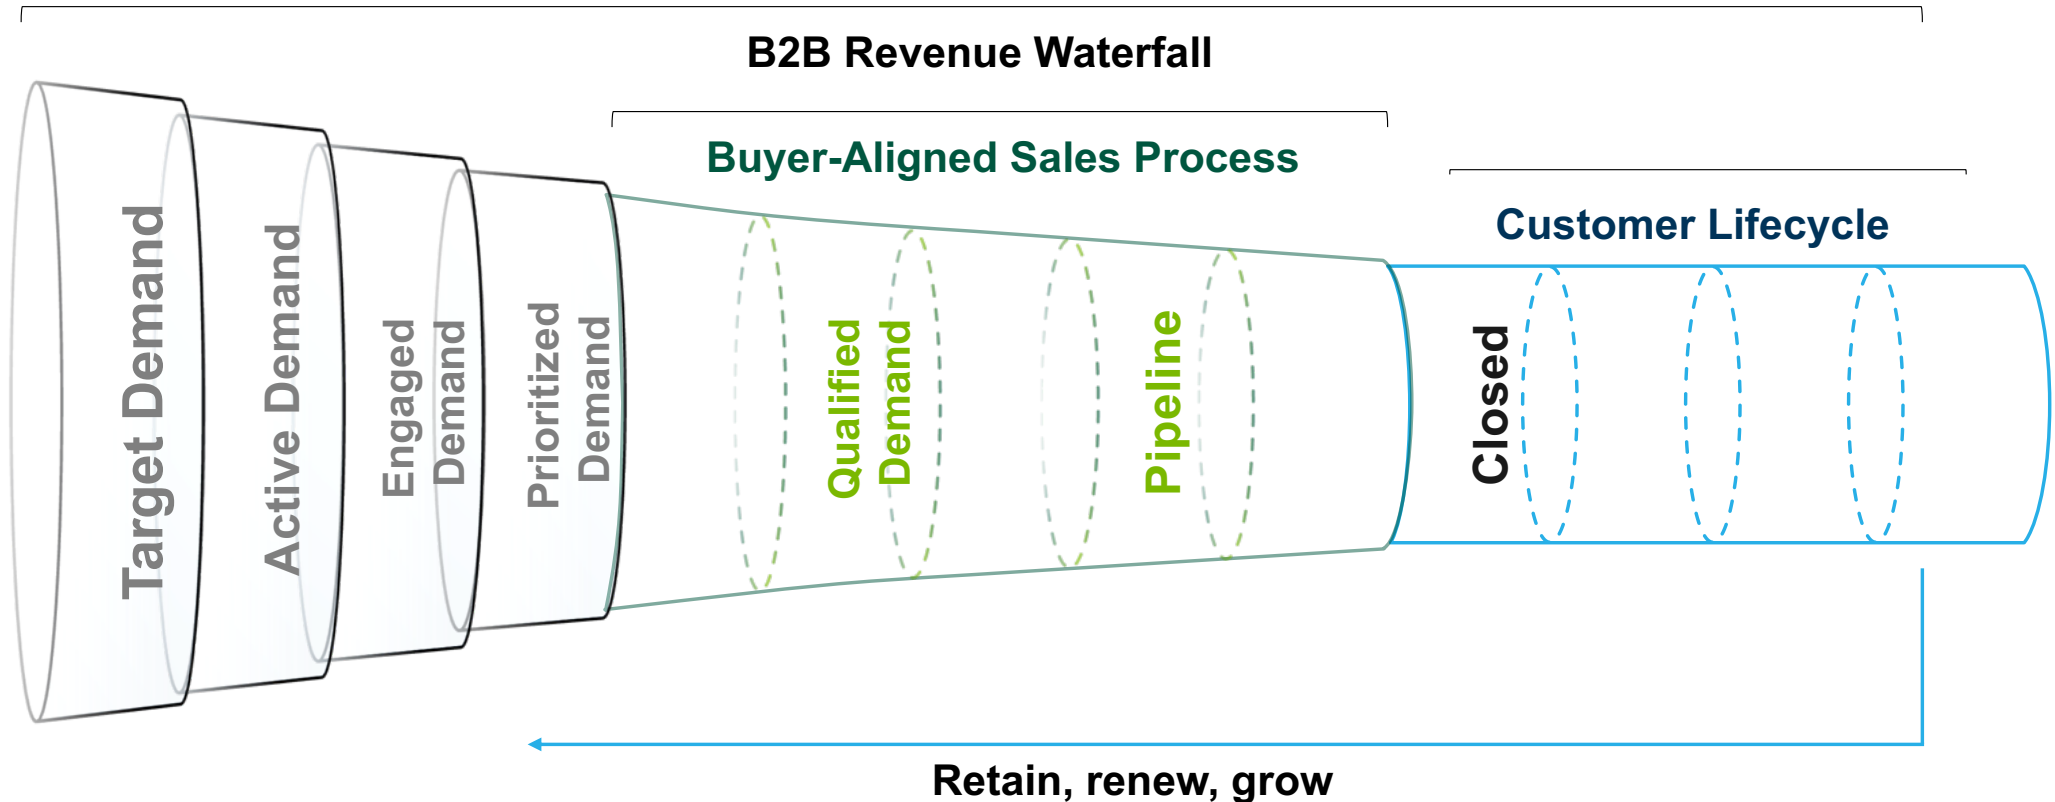 B2B Revenue Waterfall
Buyer-Aligned Sales Process
Customer Lifecycle
Target Demand
Active Demand
Engaged
Demand
Prioritized
Demand
Qualified
Demand
Pipeline
Closed
Retain, renew, grow